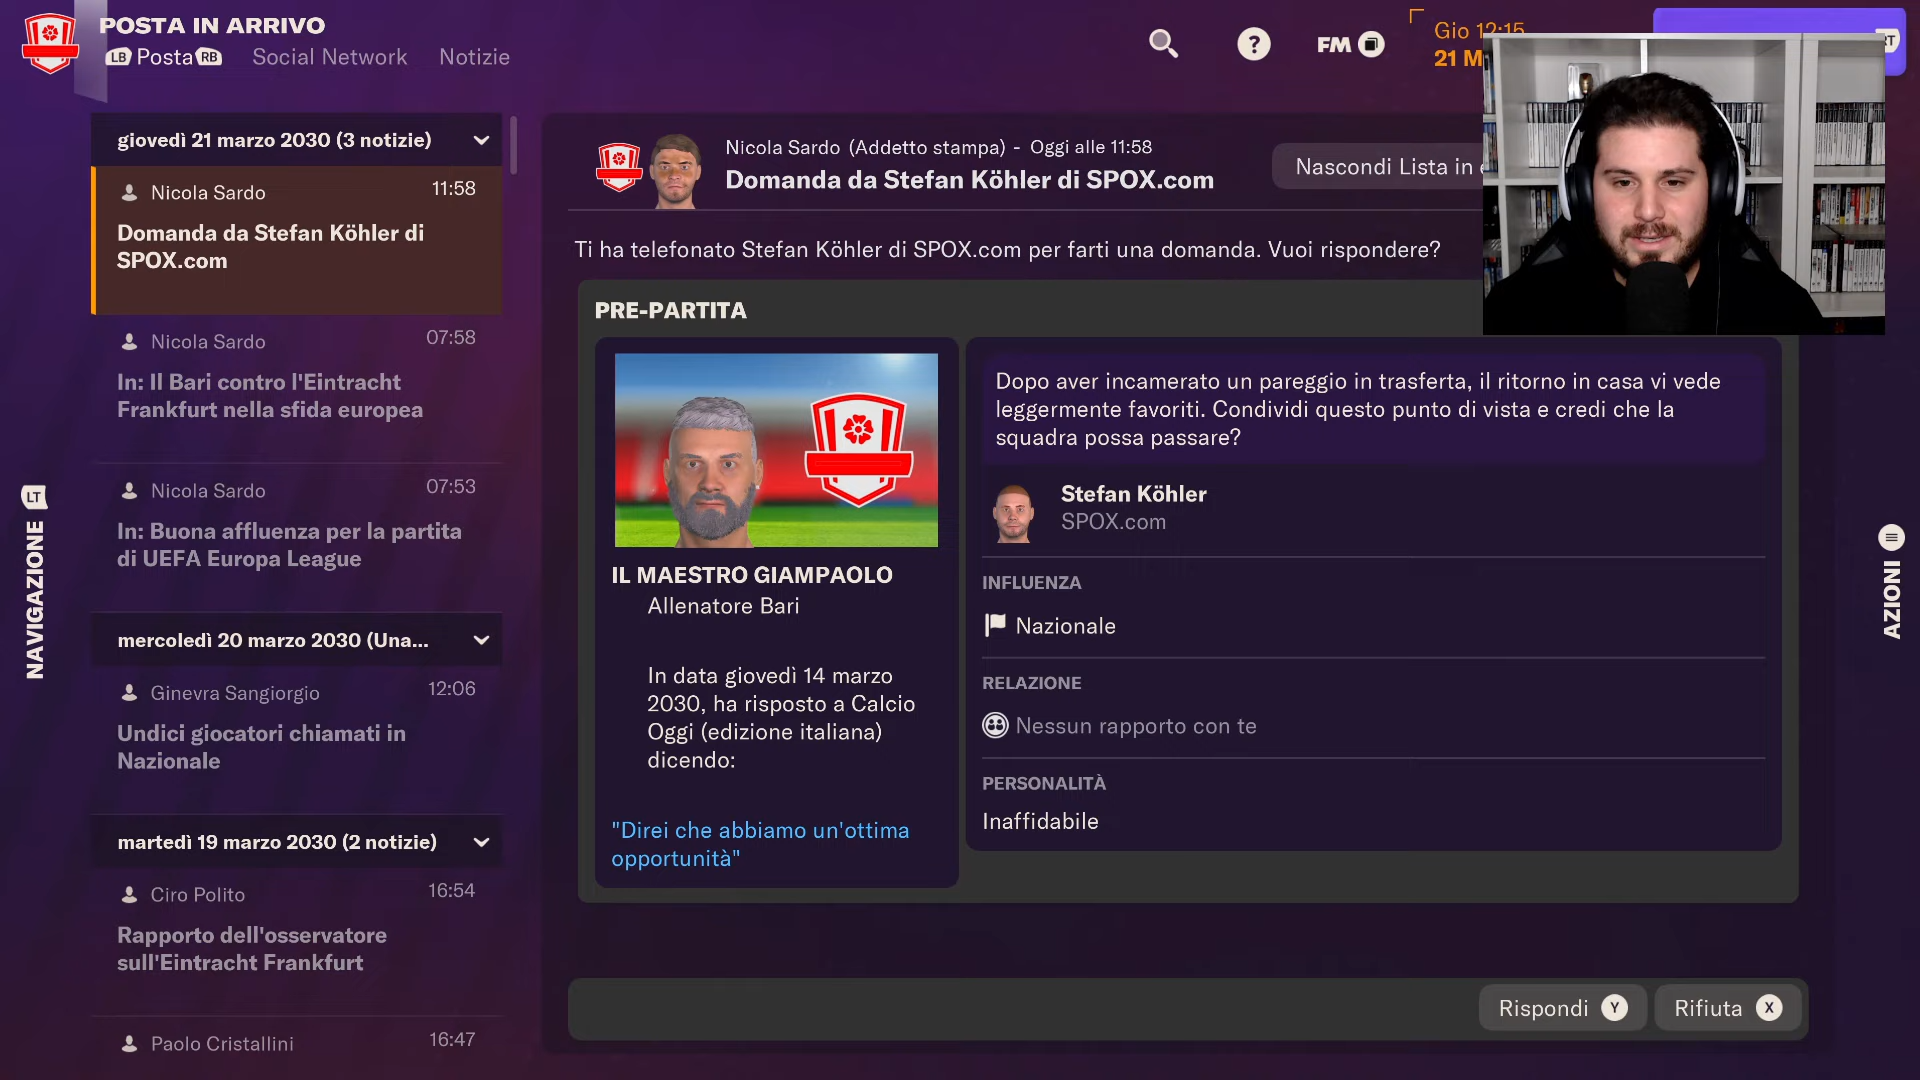 POSTA IN ARRIVO
LB Posta RB
Social Network
Notizie
?
FM
Gio 12:15
21 M
RT
giovedì 21 marzo 2030 (3 notizie)
Nicola Sardo
11:58
Domanda da Stefan Köhler di
SPOX.com
Nicola Sardo
07:58
In: Il Bari contro l'Eintracht
Frankfurt nella sfida europea
Nicola Sardo
07:53
In: Buona affluenza per la partita
di UEFA Europa League
mercoledì 20 marzo 2030 (Una...
Ginevra Sangiorgio
12:06
Undici giocatori chiamati in
Nazionale
martedì 19 marzo 2030 (2 notizie)
Ciro Polito
16:54
Rapporto dell'osservatore
sull'Eintracht Frankfurt
Paolo Cristallini
16:47
LT
NAVIGAZIONE
Nicola Sardo (Addetto stampa) - Oggi alle 11:58
Domanda da Stefan Köhler di SPOX.com
Nascondi Lista in
Ti ha telefonato Stefan Köhler di SPOX.com per farti una domanda. Vuoi rispondere?
PRE-PARTITA
IL MAESTRO GIAMPAOLO
Allenatore Bari
In data giovedì 14 marzo
2030, ha risposto a Calcio
Oggi (edizione italiana)
dicendo:
"Direi che abbiamo un'ottima
opportunità"
Dopo aver incamerato un pareggio in trasferta, il ritorno in casa vi vede
leggermente favoriti. Condividi questo punto di vista e credi che la
squadra possa passare?
Stefan Köhler
SPOX.com
INFLUENZA
Nazionale
RELAZIONE
Nessun rapporto con te
PERSONALITÀ
Inaffidabile
AZIONI
Rispondi Y
Rifiuta X